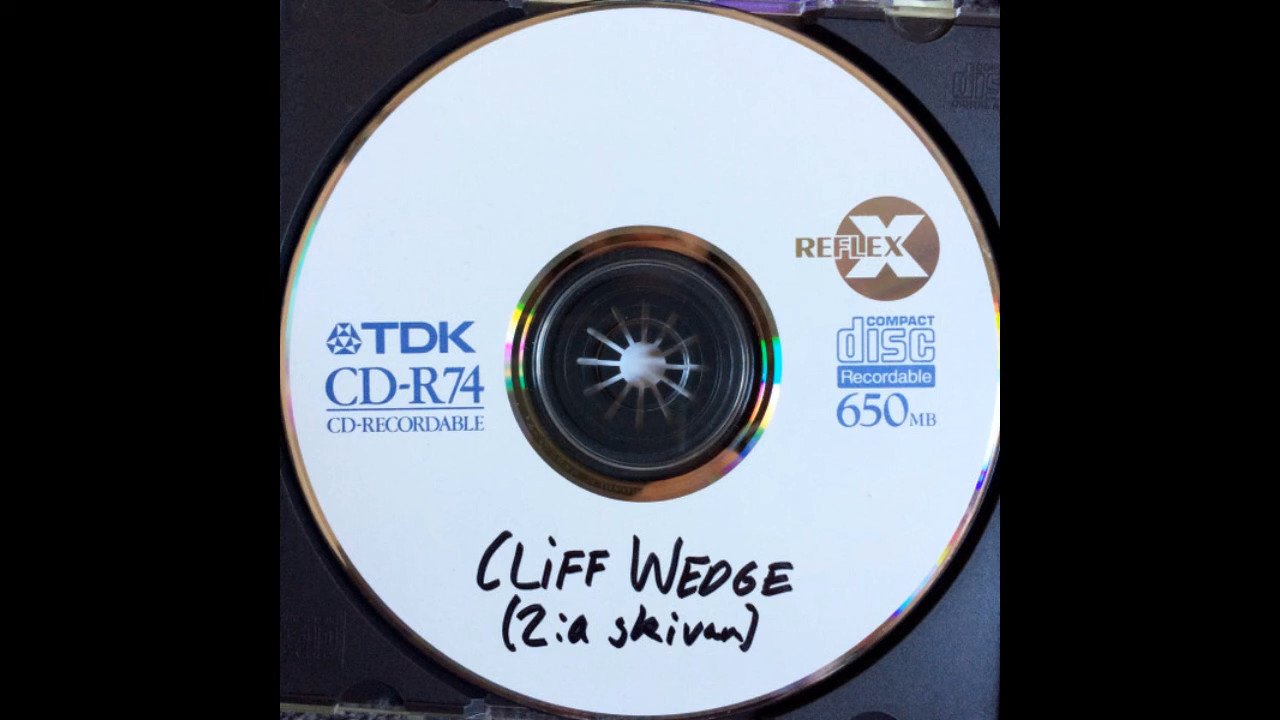 REFLEX
TDK
CD-R74
CD-RECORDABLE
COMPACT
disc
Recordable
650MB
CLiFF WEDGE
(2:a skivan)